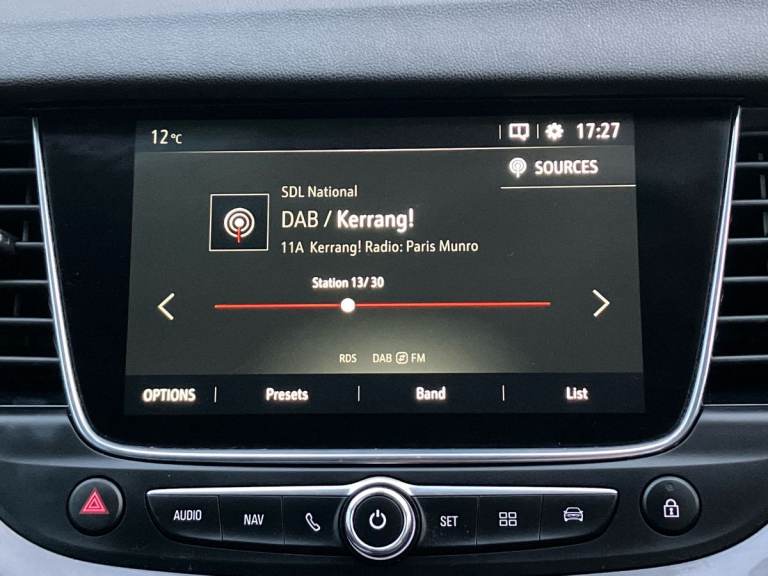 12 °C
17:27
SOURCES
SDL National
DAB / Kerrang!
11A Kerrang! Radio: Paris Munro
Station 13/ 30
RDS DAB FM
OPTIONS Presets Band List
AUDIO NAV SET